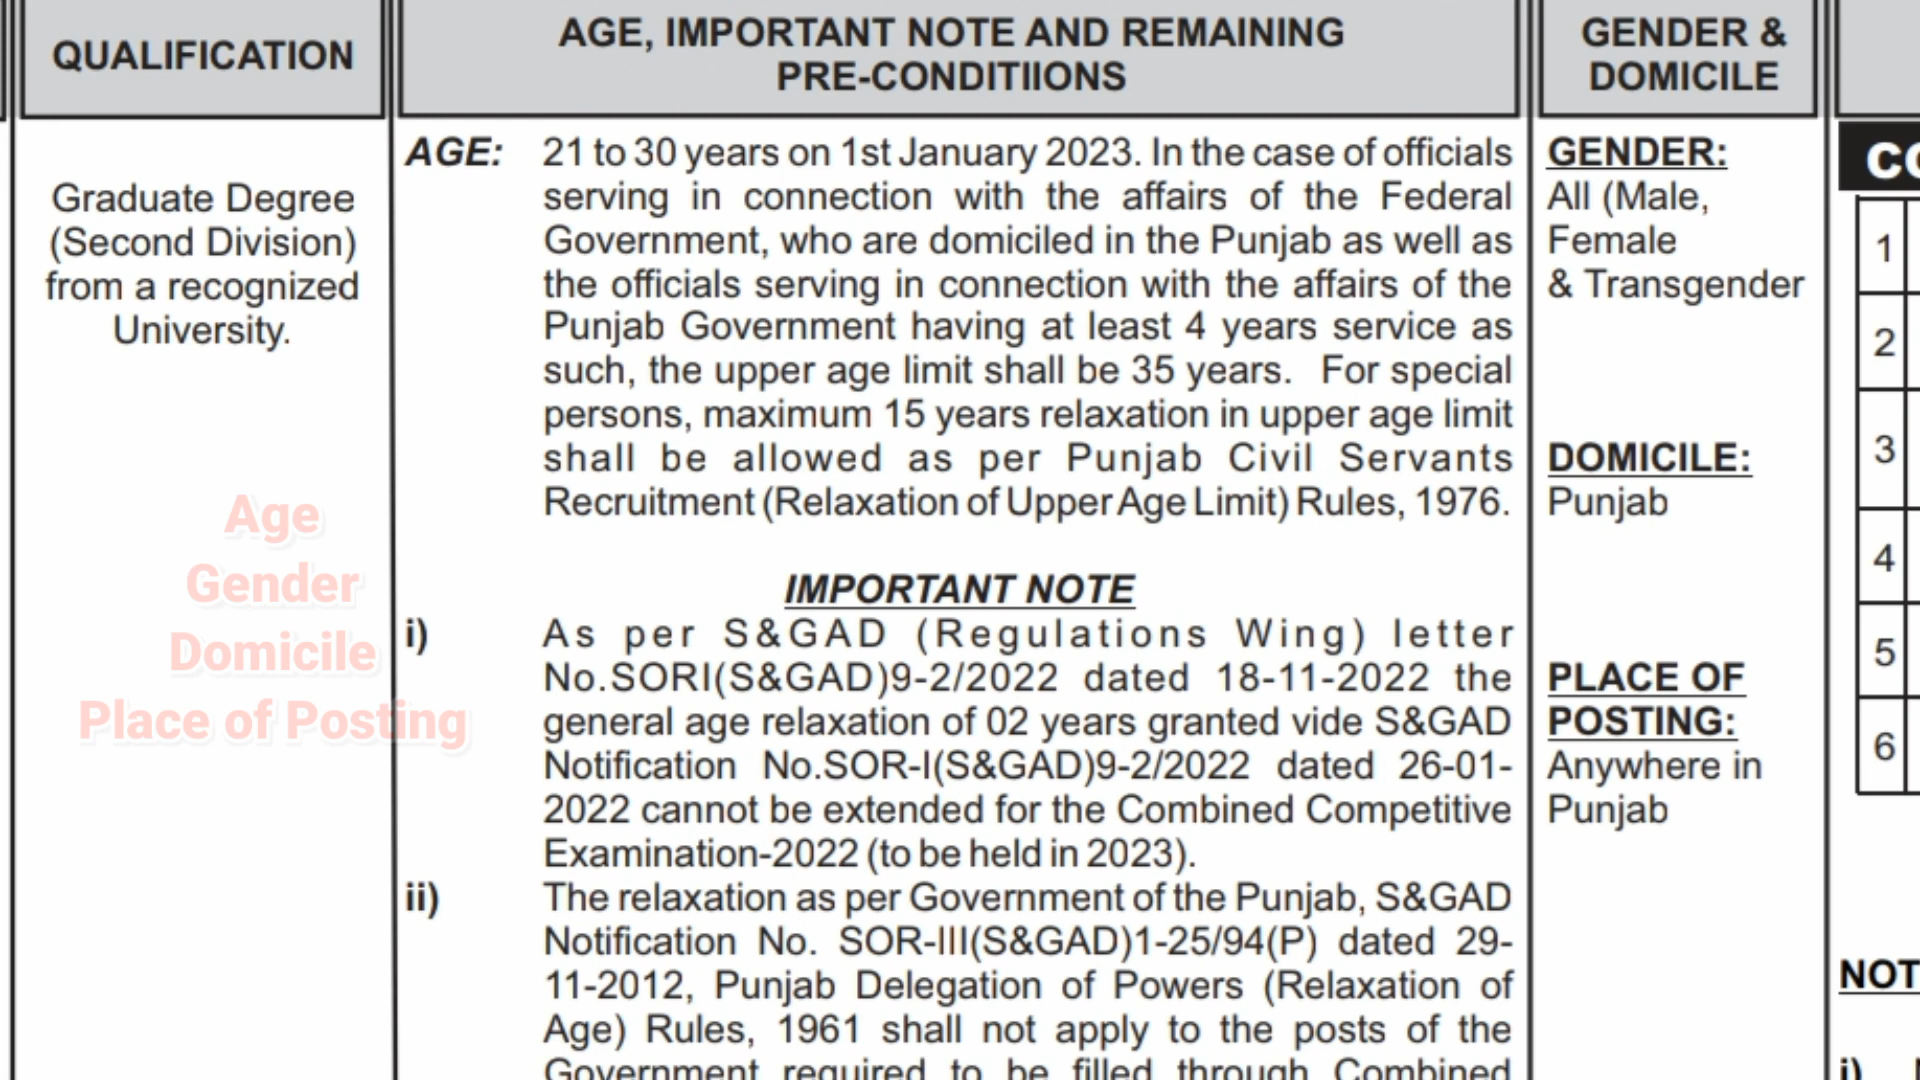 QUALIFICATION
Graduate Degree
(Second Division)
from a recognized
University.
Age
Gender
Domicile
Place of Posting
AGE, IMPORTANT NOTE AND REMAINING
PRE-CONDITIIONS
AGE: 21 to 30 years on 1st January 2023. In the case of officials
serving in connection with the affairs of the Federal
Government, who are domiciled in the Punjab as well as
the officials serving in connection with the affairs of the
Punjab Government having at least 4 years service as
such, the upper age limit shall be 35 years. For special
persons, maximum 15 years relaxation in upper age limit
shall be allowed as per Punjab Civil Servants
Recruitment (Relaxation of Upper Age Limit) Rules, 1976.
IMPORTANT NOTE
i) As per S&GAD (Regulations Wing) letter
No.SORI(S&GAD)9-2/2022 dated 18-11-2022 the
general age relaxation of 02 years granted vide S&GAD
Notification No.SOR-I(S&GAD)9-2/2022 dated 26-01-
2022 cannot be extended for the Combined Competitive
Examination-2022 (to be held in 2023).
ii) The relaxation as per Government of the Punjab, S&GAD
Notification No. SOR-III(S&GAD)1-25/94(P) dated 29-
11-2012, Punjab Delegation of Powers (Relaxation of
Age) Rules, 1961 shall not apply to the posts of the
Government required to be filled through Combined
GENDER &
DOMICILE
GENDER:
All (Male,
Female
& Transgender
DOMICILE:
Punjab
PLACE OF
POSTING:
Anywhere in
Punjab
CO
1
2
3
4
5
6
NOT
i)